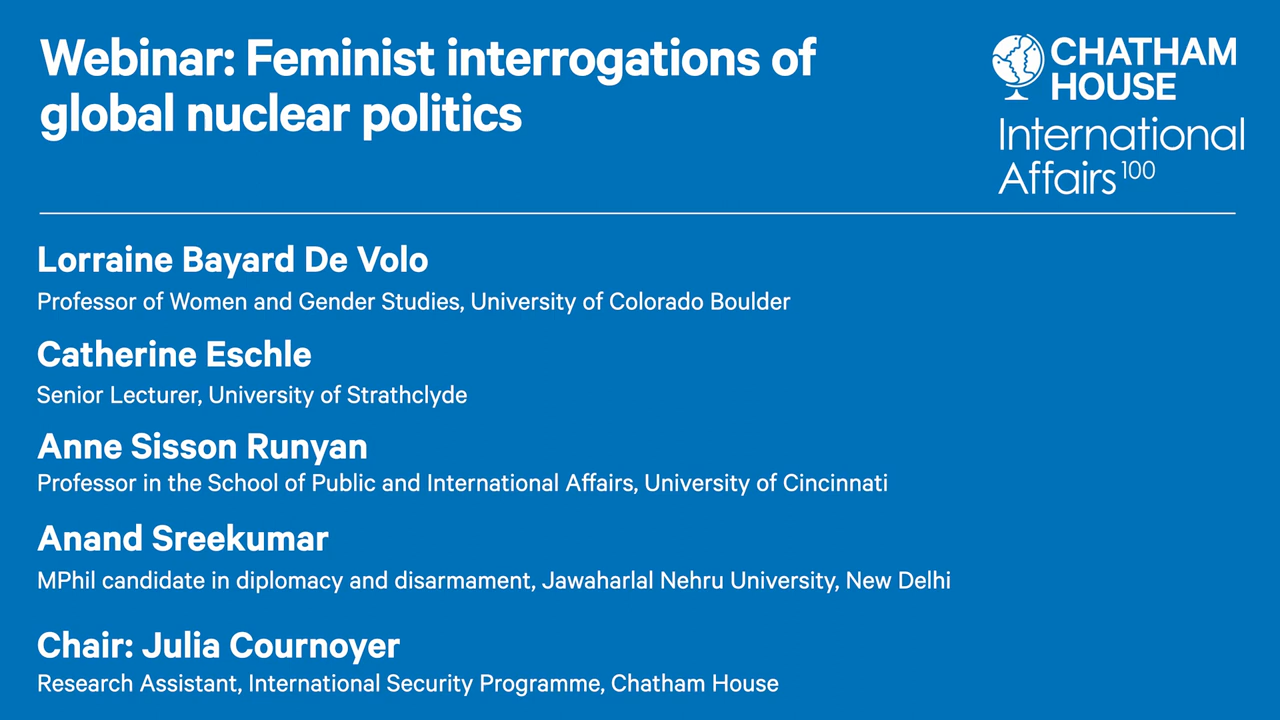 Webinar: Feminist interrogations of
global nuclear politics
CHATHAM
HOUSE
International
Affairs 100
Lorraine Bayard De Volo
Professor of Women and Gender Studies, University of Colorado Boulder
Catherine Eschle
Senior Lecturer, University of Strathclyde
Anne Sisson Runyan
Professor in the School of Public and International Affairs, University of Cincinnati
Anand Sreekumar
MPhil candidate in diplomacy and disarmament, Jawaharlal Nehru University, New Delhi
Chair: Julia Cournoyer
Research Assistant, International Security Programme, Chatham House